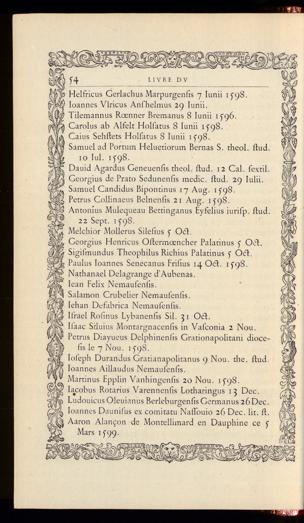 54 LIVRE DV
Helfricus Gerlachus Marpurgensis 7 Iunii 1598.
Ioannes Vlricus Anshelmus 29 Iunii.
Tilemannus Rœnner Bremanus 8 Iunii 1596.
Carolus ab Alfelt Holsatus 8 Iunii 1598.
Caius Sehstets Holsatus 8 Iunii 1598.
Samuel ad Portum Heluetiorum Bernas S. theol. stud.
10 Iul. 1598.
Dauid Agardus Geneuensis theol. stud. 12 Cal. sextil.
Georgius de Prato Sedunensis medic. stud. 29 Iulii.
Samuel Candidus Bipontinus 17 Aug. 1598.
Petrus Collinaeus Belnensis 21 Aug. 1598.
Antonius Mulequeau Bettinganus Eyfelius iurisp. stud.
22 Sept. 1598.
Melchior Mollerus Silesius 5 Oct.
Georgius Henricus Ostermœncher Palatinus 5 Oct.
Sigismundus Theophilus Richius Palatinus 5 Oct.
Paulus Ioannes Senecanus Frisius 14 Oct. 1598.
Nathanael Delagrange d'Aubenas.
Iean Felix Nemausensis.
Salamon Crubelier Nemausensis.
Iehan Defabrica Nemausensis.
Israel Rosinus Lybanensis Sil. 31 Oct.
Isaac Siluius Montargnacensis in Vasconia 2 Nou.
Petrus Diayueus Delphinensis Grationapolitani dioce-
sis le 7 Nou. 1598.
Ioseph Durandus Gratianapolitanus 9 Nou. the. stud.
Ioannes Aillaudus Nemausensis.
Martinus Epplin Vanhingensis 20 Nou. 1598.
Iacobus Rotarius Varennensis Lotharingus 13 Dec.
Ludouicus Oleuianus Berleburgensis Germanus 26 Dec.
Ioannes Daunisus ex comitatu Nassouio 26 Dec. lit. st.
Aaron Alançon de Montellimard en Dauphine ce 5
Mars 1599.